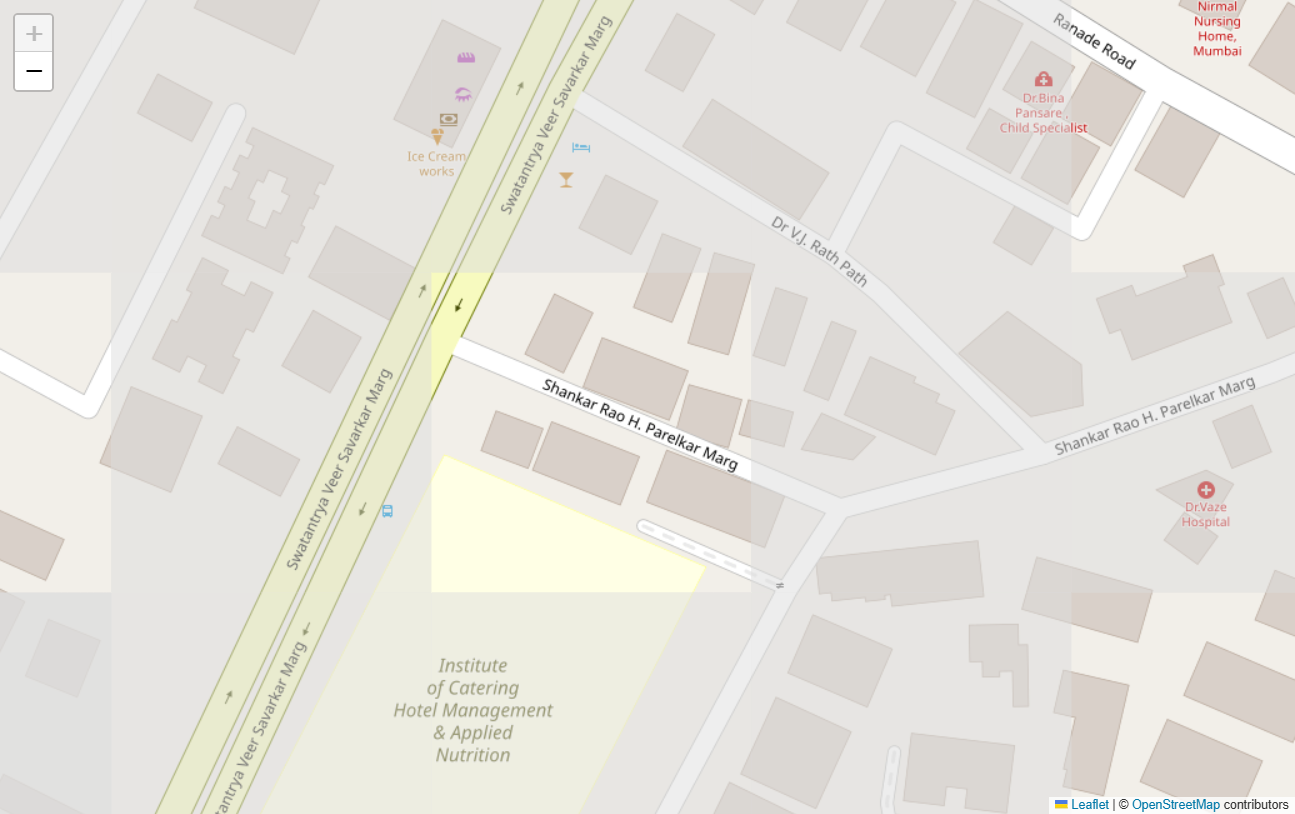 +
−
Swatantrya Veer Savarkar Marg
Ranade Road
Nirmal
Nursing
Home,
Mumbai
Dr.Bina
Pansare ,
Child Specialist
Ice Cream
works
Dr V.J. Rath Path
Shankar Rao H. Parelkar Marg
Shankar Rao H. Parelkar Marg
Swatantrya Veer Savarkar Marg
Dr.Vaze
Hospital
Institute
of Catering
Hotel Management
& Applied
Nutrition
tantrya Veer Savarkar Marg
Leaflet | © OpenStreetMap contributors